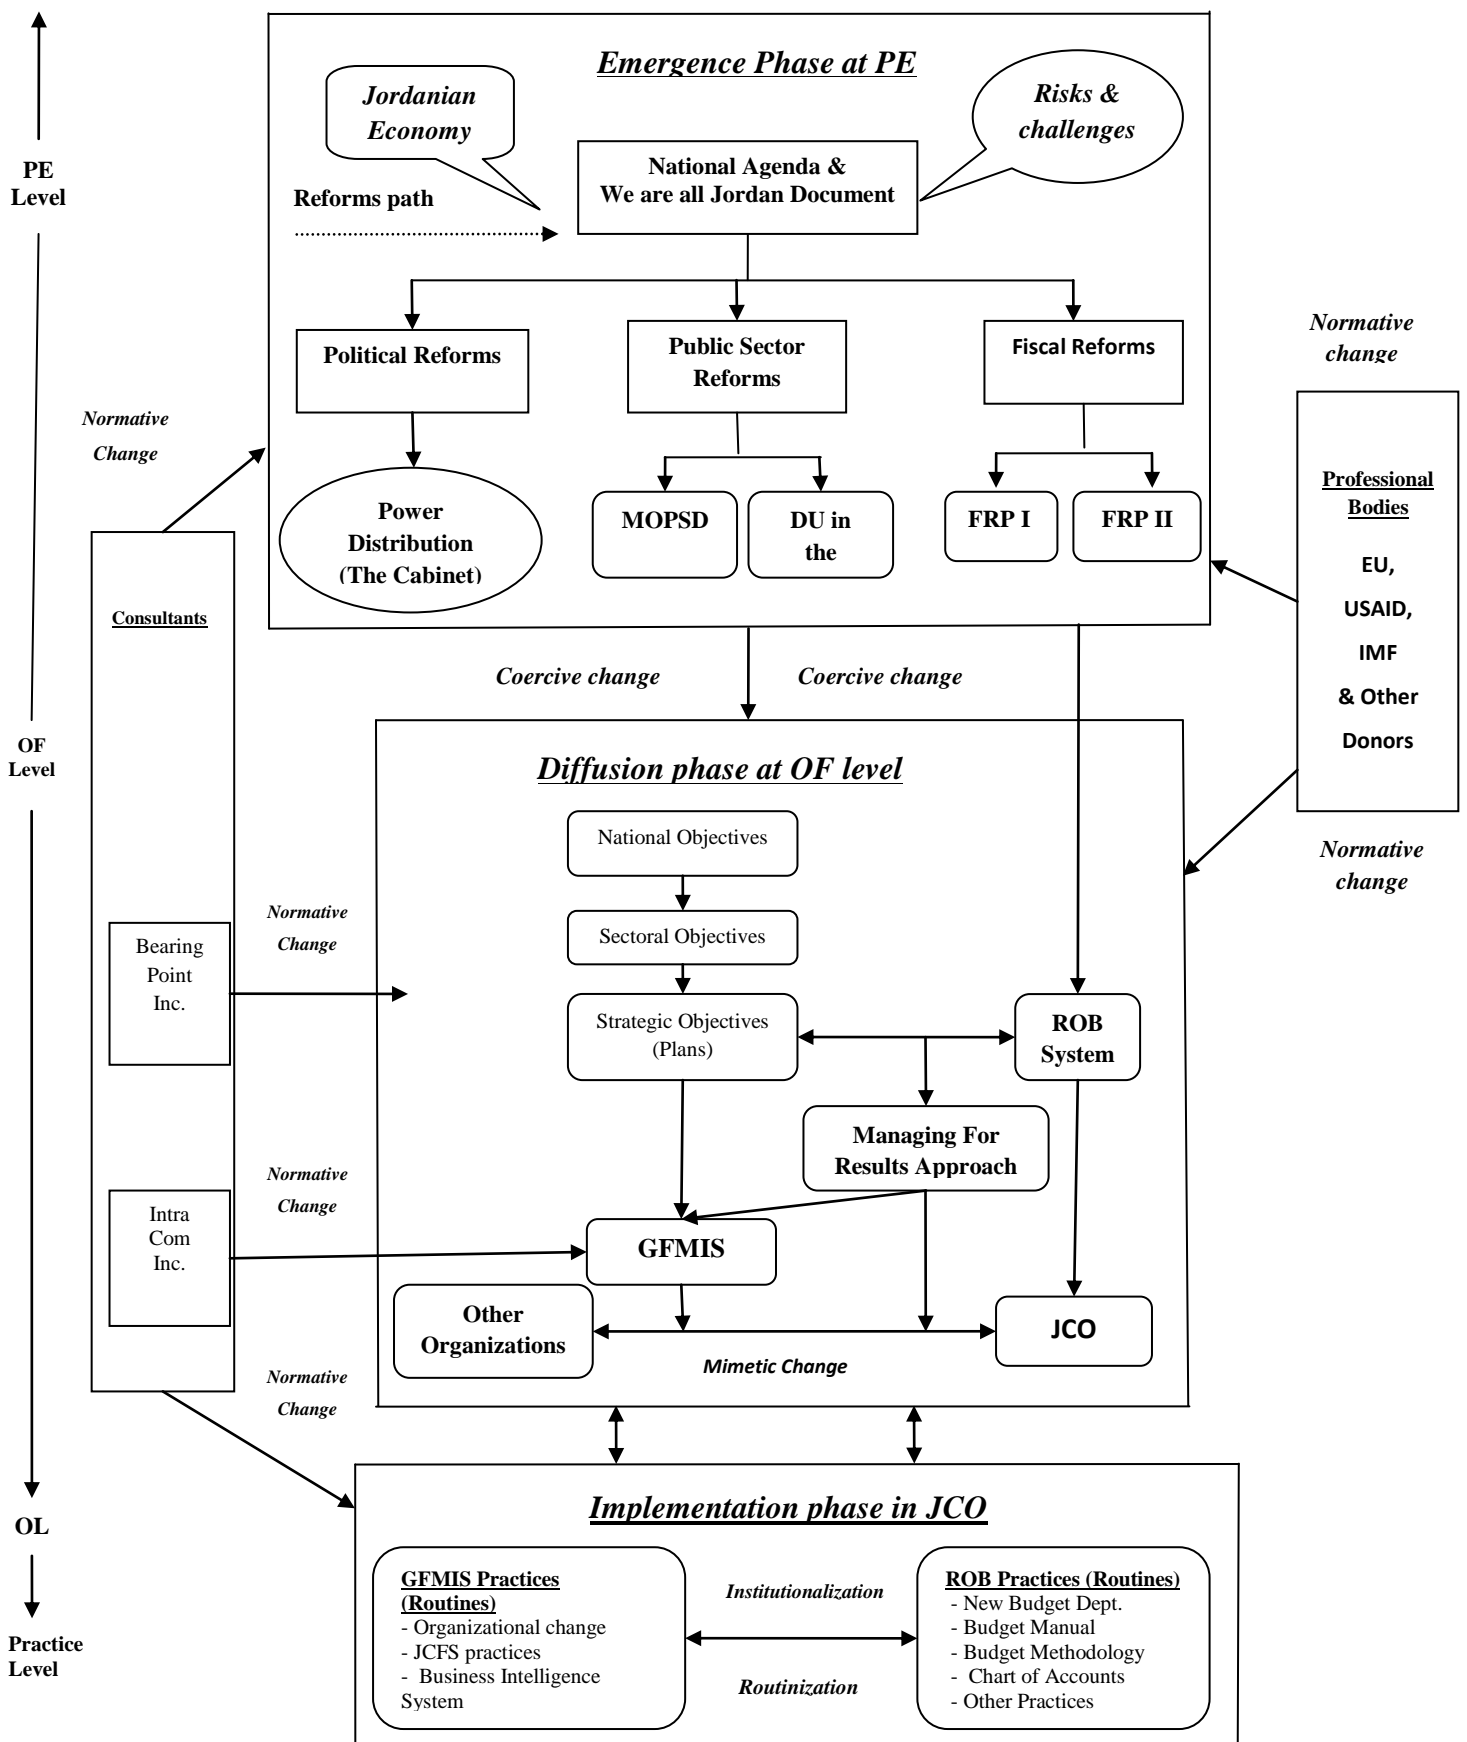 Emergence Phase at PE
Jordanian
Economy
Risks &
challenges
National Agenda &
We are all Jordan Document
PE
Level
Reforms path
Normative
change
Political Reforms
Public Sector
Reforms
Fiscal Reforms
Normative
Change
Professional
Bodies
EU,
USAID,
IMF
& Other
Donors
Power
Distribution
(The Cabinet)
MOPSD
DU in
the
FRP I
FRP II
Consultants
Coercive change
Coercive change
OF
Level
Diffusion phase at OF level
National Objectives
Normative
change
Sectoral Objectives
Normative
Change
Bearing
Point
Inc.
Strategic Objectives
(Plans)
ROB
System
Managing For
Results Approach
Normative
Change
Intra
Com
Inc.
GFMIS
Other
Organizations
JCO
Mimetic Change
Normative
Change
Implementation phase in JCO
OL
GFMIS Practices
(Routines)
- Organizational change
- JCFS practices
- Business Intelligence
System
Institutionalization
Routinization
ROB Practices (Routines)
- New Budget Dept.
- Budget Manual
- Budget Methodology
- Chart of Accounts
- Other Practices
Practice
Level